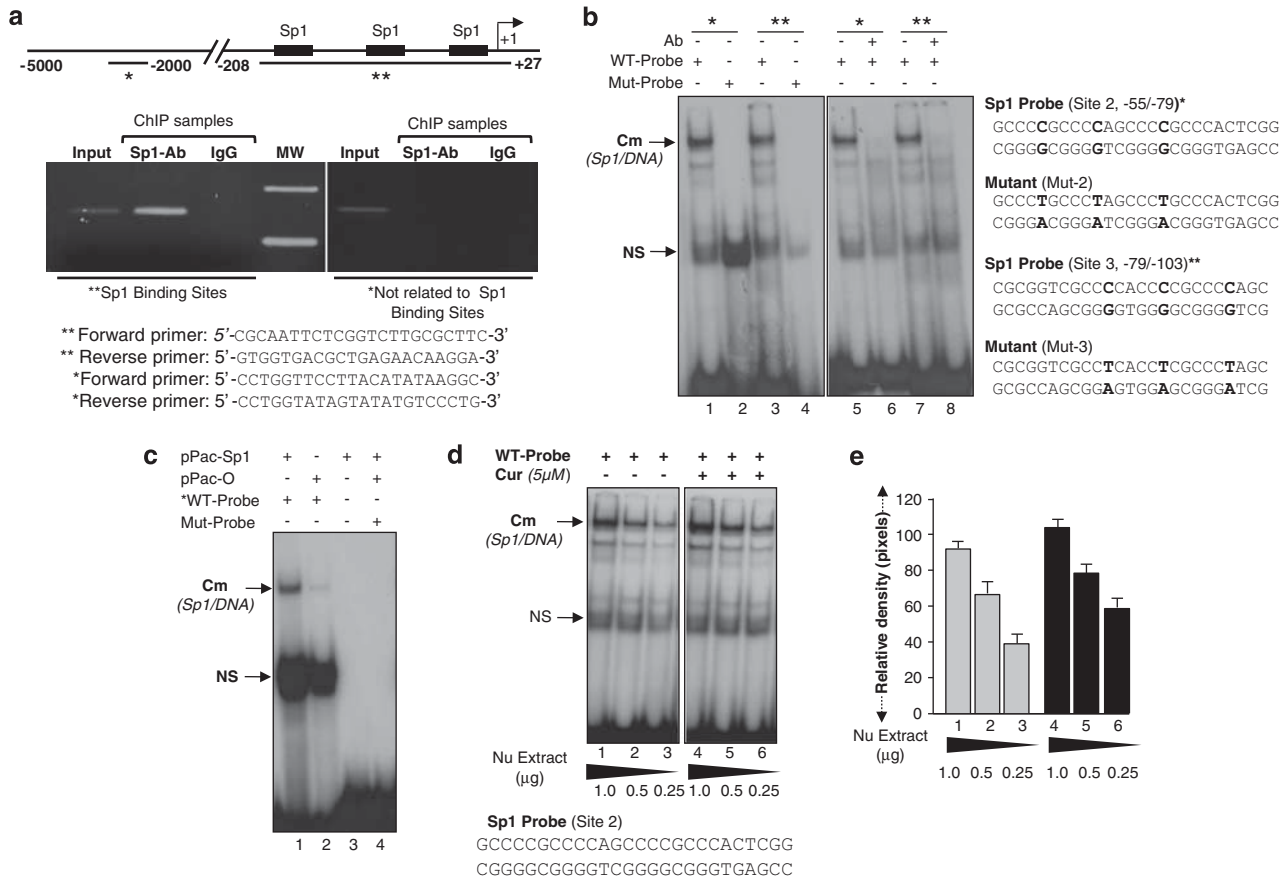 a
Sp1 Sp1 Sp1
+1
-5000 -2000 -208 +27
* **
ChIP samples ChIP samples
Input Sp1-Ab IgG MW Input Sp1-Ab IgG
**Sp1 Binding Sites
*Not related to Sp1
Binding Sites
** Forward primer: 5'-CGCAATTCTCGGTCTTGCGCTTC-3'
** Reverse primer: 5'-GTGGTGACGCTGAGAACAAGGA-3'
*Forward primer: 5'-CCTGGTTCCTTACATATAAGGC-3'
*Reverse primer: 5'-CCTGGTATAGTATATGTCCCTG-3'
b
* ** * **
Ab - + - +
WT-Probe + - + - + + + +
Mut-Probe - + - + - - - -
Cm
(Sp1/DNA)
NS
1 2 3 4 5 6 7 8
Sp1 Probe (Site 2, -55/-79)*
GCCCCGCCCCAGCCCCGCCCACTCGG
CGGGGCGGGGTCGGGGCGGGTGAGCC
Mutant (Mut-2)
GCCCTGCCCTAGCCCTGCCCACTCGG
CGGGACGGGATCGGGACGGGTGAGCC
Sp1 Probe (Site 3, -79/-103)**
CGCGGTCGCCCCACCCCGCCCCCAGC
GCGCCAGCGGGGTGGGGCGGGGGTCG
Mutant (Mut-3)
CGCGGTCGCCTCACCTCGCCCTAGC
GCGCCAGCGGAGTGGAGCGGGATCG
c
pPac-Sp1 + - + +
pPac-O - + - +
*WT-Probe + + - -
Mut-Probe - - - +
Cm
(Sp1/DNA)
NS
1 2 3 4
d
WT-Probe + + + + + +
Cur (5μM) - - - + + +
Cm
(Sp1/DNA)
NS
1 2 3 4 5 6
Nu Extract
(μg)
1.0 0.5 0.25 1.0 0.5 0.25
Sp1 Probe (Site 2)
GCCCCGCCCCAGCCCCGCCCACTCGG
CGGGGCGGGGTCGGGGCGGGTGAGCC
e
Relative density (pixels)
120
100
80
60
40
20
0
1 2 3 4 5 6
Nu Extract
(μg)
1.0 0.5 0.25 1.0 0.5 0.25